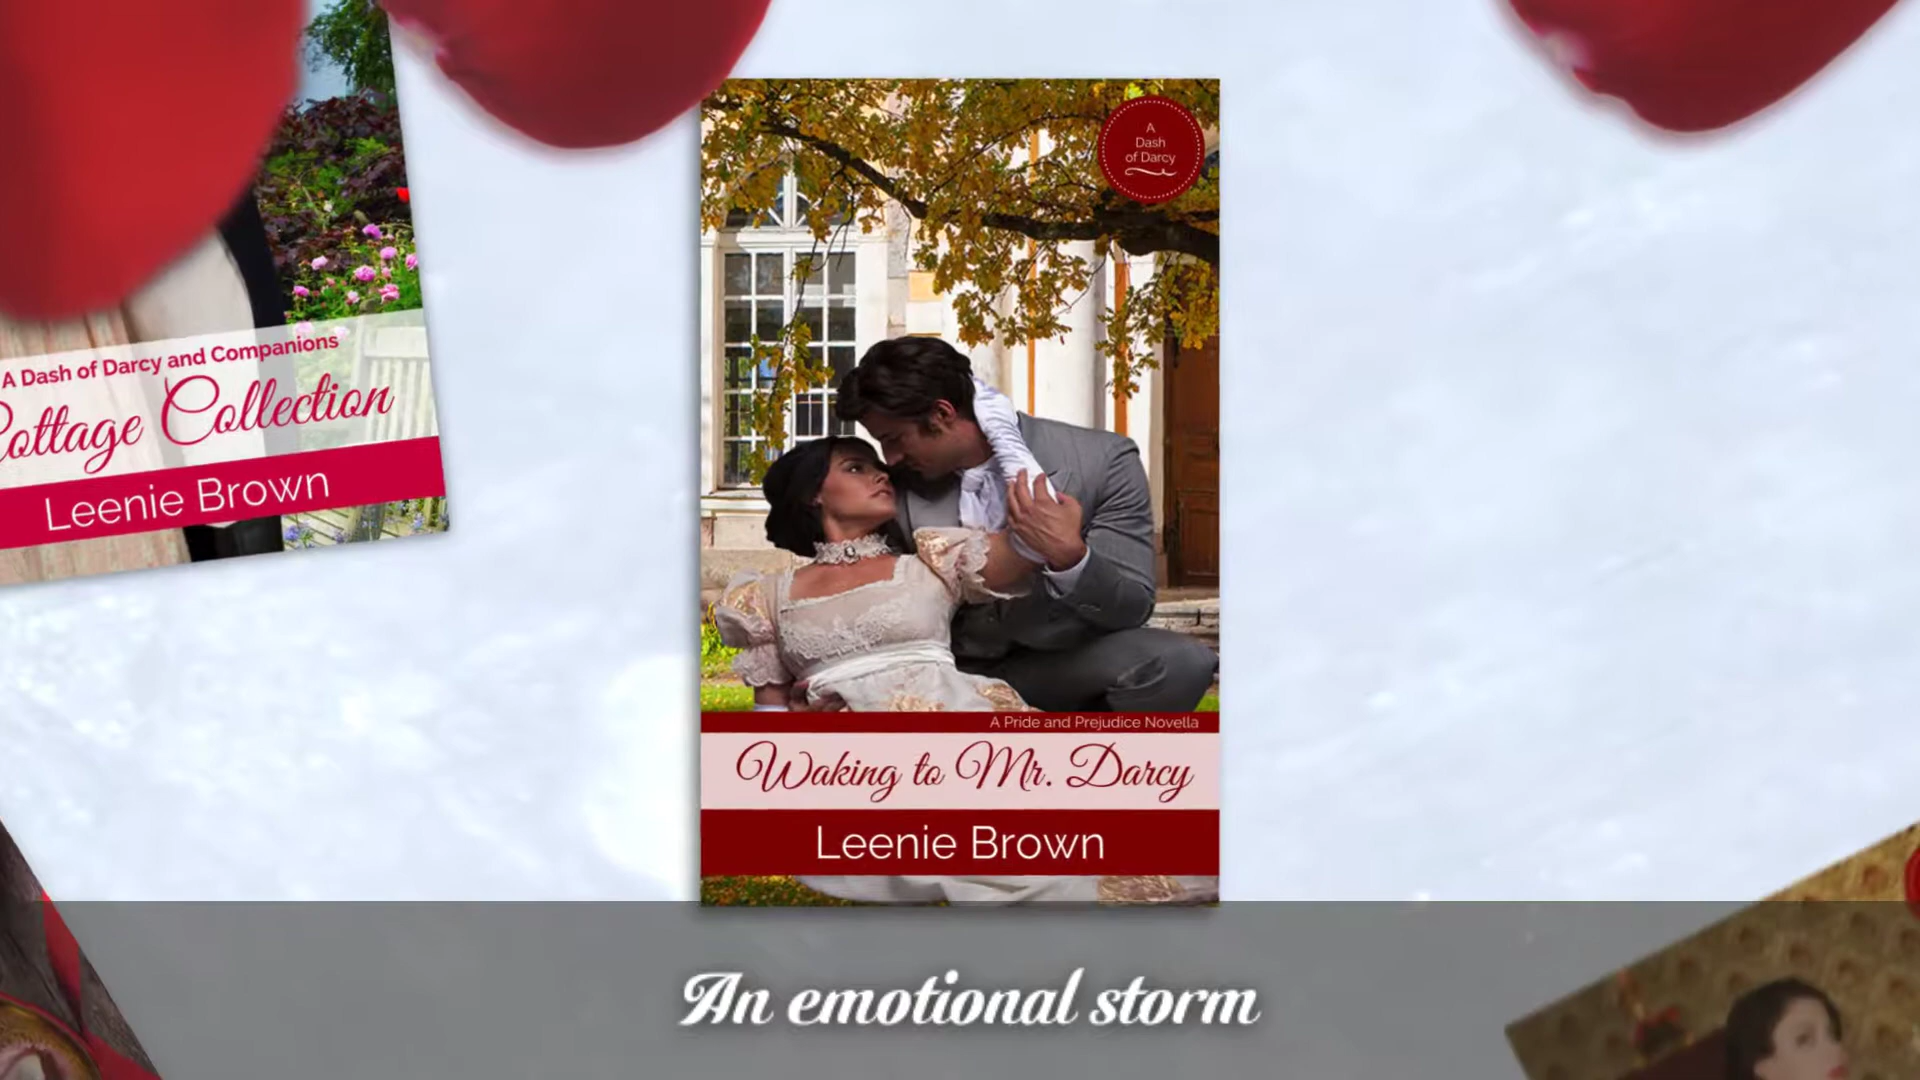 A Dash of Darcy and Companions
Cottage Collection
Leenie Brown
A
Dash
of Darcy
A Pride and Prejudice Novella
Waking to Mr. Darcy
Leenie Brown
An emotional storm